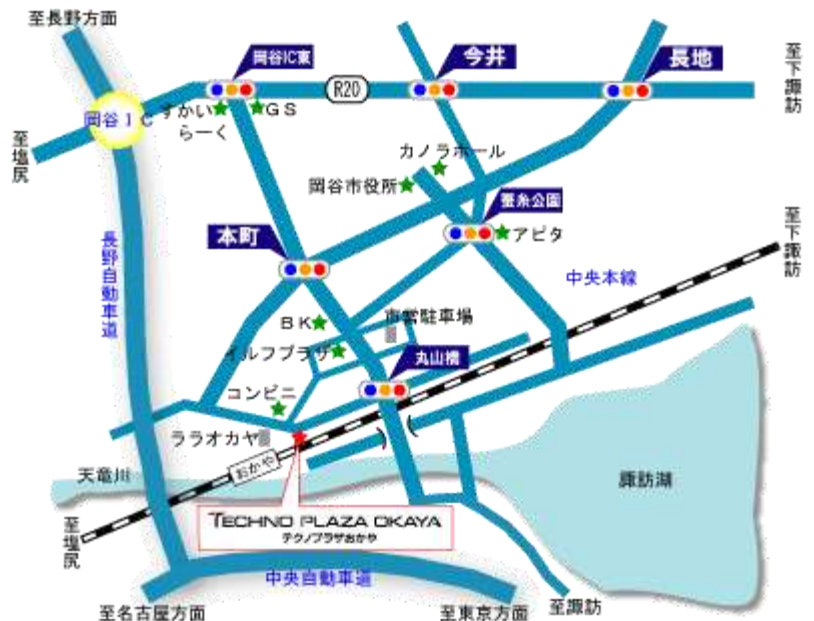 至長野方面
岡谷IC東
今井
長地
至下諏訪
R20
岡谷IC
すかい
らーく
GS
至塩尻
カノラホール
岡谷市役所
蚕糸公園
アピタ
本町
至下諏訪
長野自動車道
中央本線
BK
市営駐車場
イルフプラザ
丸山橋
コンビニ
ララオカヤ
おかや
天竜川
諏訪湖
至塩尻
TECHNO PLAZA OKAYA
テクノプラザおかや
中央自動車道
至名古屋方面
至東京方面
至諏訪